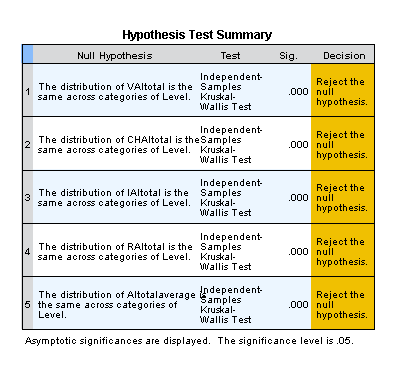 Hypothesis Test Summary
Null Hypothesis Test Sig. Decision
1 The distribution of VAItotal is the same across categories of Level. Independent-Samples Kruskal-Wallis Test .000 Reject the null hypothesis.
2 The distribution of CHAItotal is the same across categories of Level. Independent-Samples Kruskal-Wallis Test .000 Reject the null hypothesis.
3 The distribution of IAItotal is the same across categories of Level. Independent-Samples Kruskal-Wallis Test .000 Reject the null hypothesis.
4 The distribution of RAItotal is the same across categories of Level. Independent-Samples Kruskal-Wallis Test .000 Reject the null hypothesis.
5 The distribution of AItotalaverage is the same across categories of Level. Independent-Samples Kruskal-Wallis Test .000 Reject the null hypothesis.
Asymptotic significances are displayed. The significance level is .05.